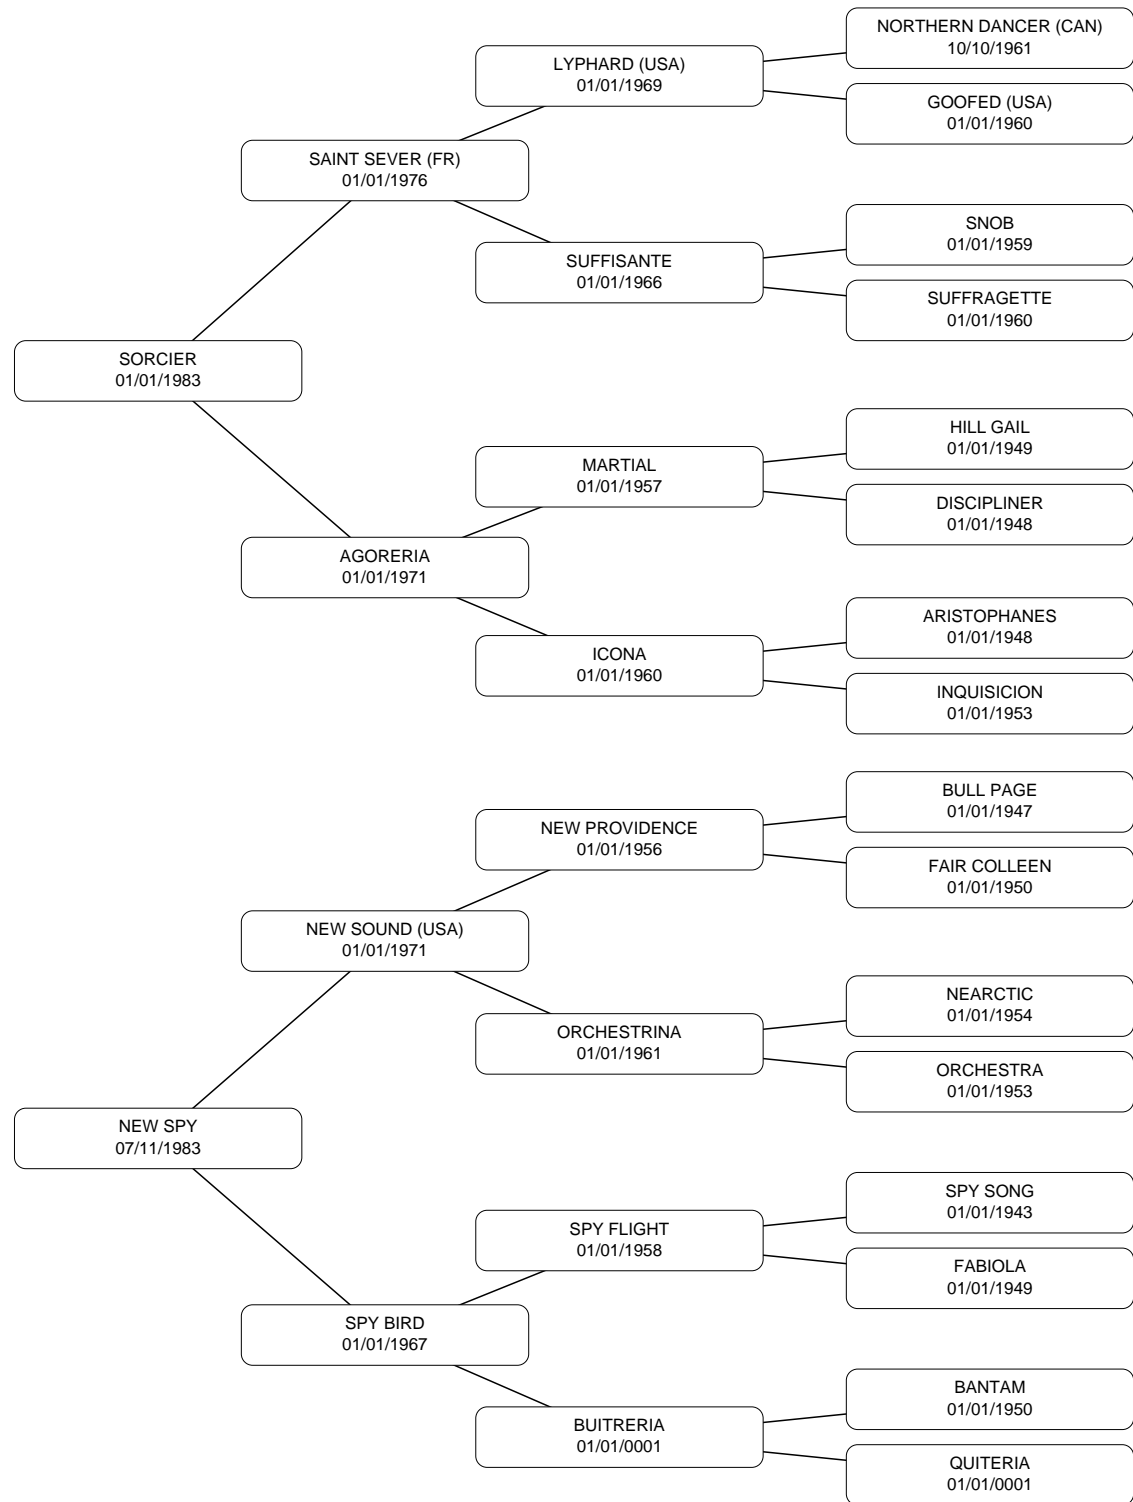 NORTHERN DANCER (CAN)
10/10/1961
LYPHARD (USA)
01/01/1969
GOOFED (USA)
01/01/1960
SAINT SEVER (FR)
01/01/1976
SNOB
01/01/1959
SUFFISANTE
01/01/1966
SUFFRAGETTE
01/01/1960
SORCIER
01/01/1983
HILL GAIL
01/01/1949
MARTIAL
01/01/1957
DISCIPLINER
01/01/1948
AGORERIA
01/01/1971
ARISTOPHANES
01/01/1948
ICONA
01/01/1960
INQUISICION
01/01/1953
BULL PAGE
01/01/1947
NEW PROVIDENCE
01/01/1956
FAIR COLLEEN
01/01/1950
NEW SOUND (USA)
01/01/1971
NEARCTIC
01/01/1954
ORCHESTRINA
01/01/1961
ORCHESTRA
01/01/1953
NEW SPY
07/11/1983
SPY SONG
01/01/1943
SPY FLIGHT
01/01/1958
FABIOLA
01/01/1949
SPY BIRD
01/01/1967
BANTAM
01/01/1950
BUITRERIA
01/01/0001
QUITERIA
01/01/0001